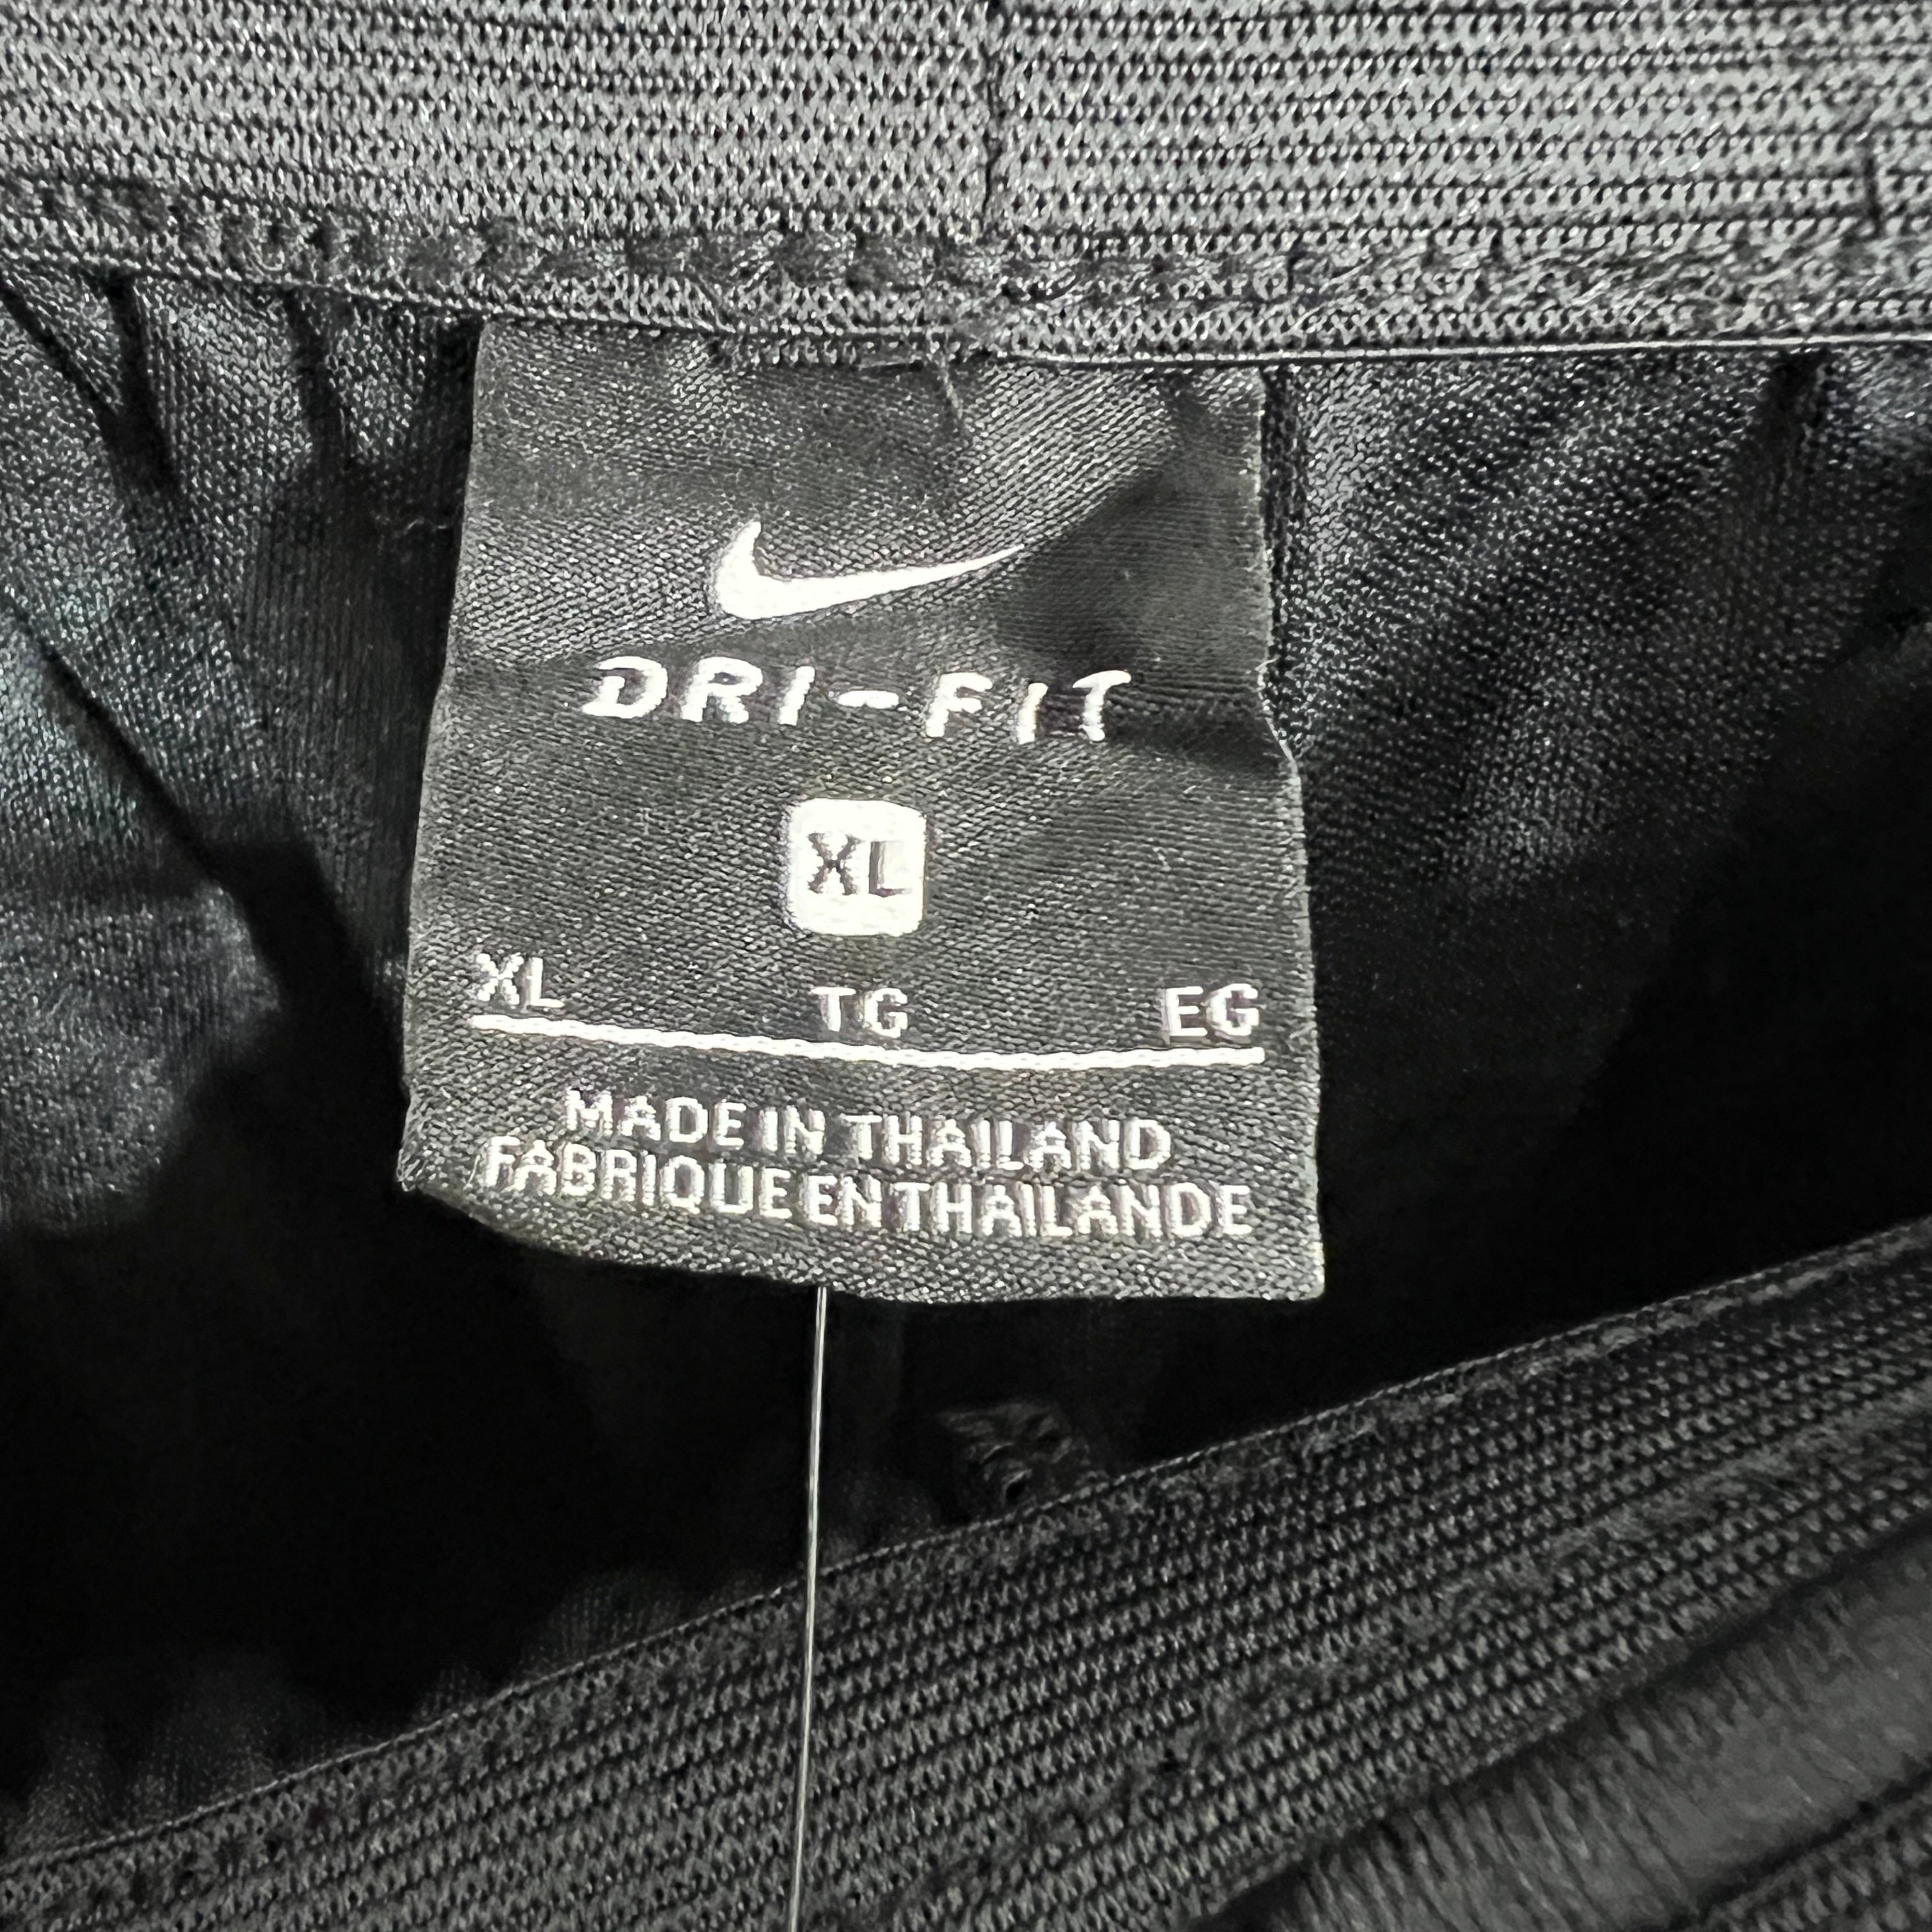 DRI-FIT
XL
XL TG EG
MADE IN THAILAND
FABRIQUE EN THAILANDE